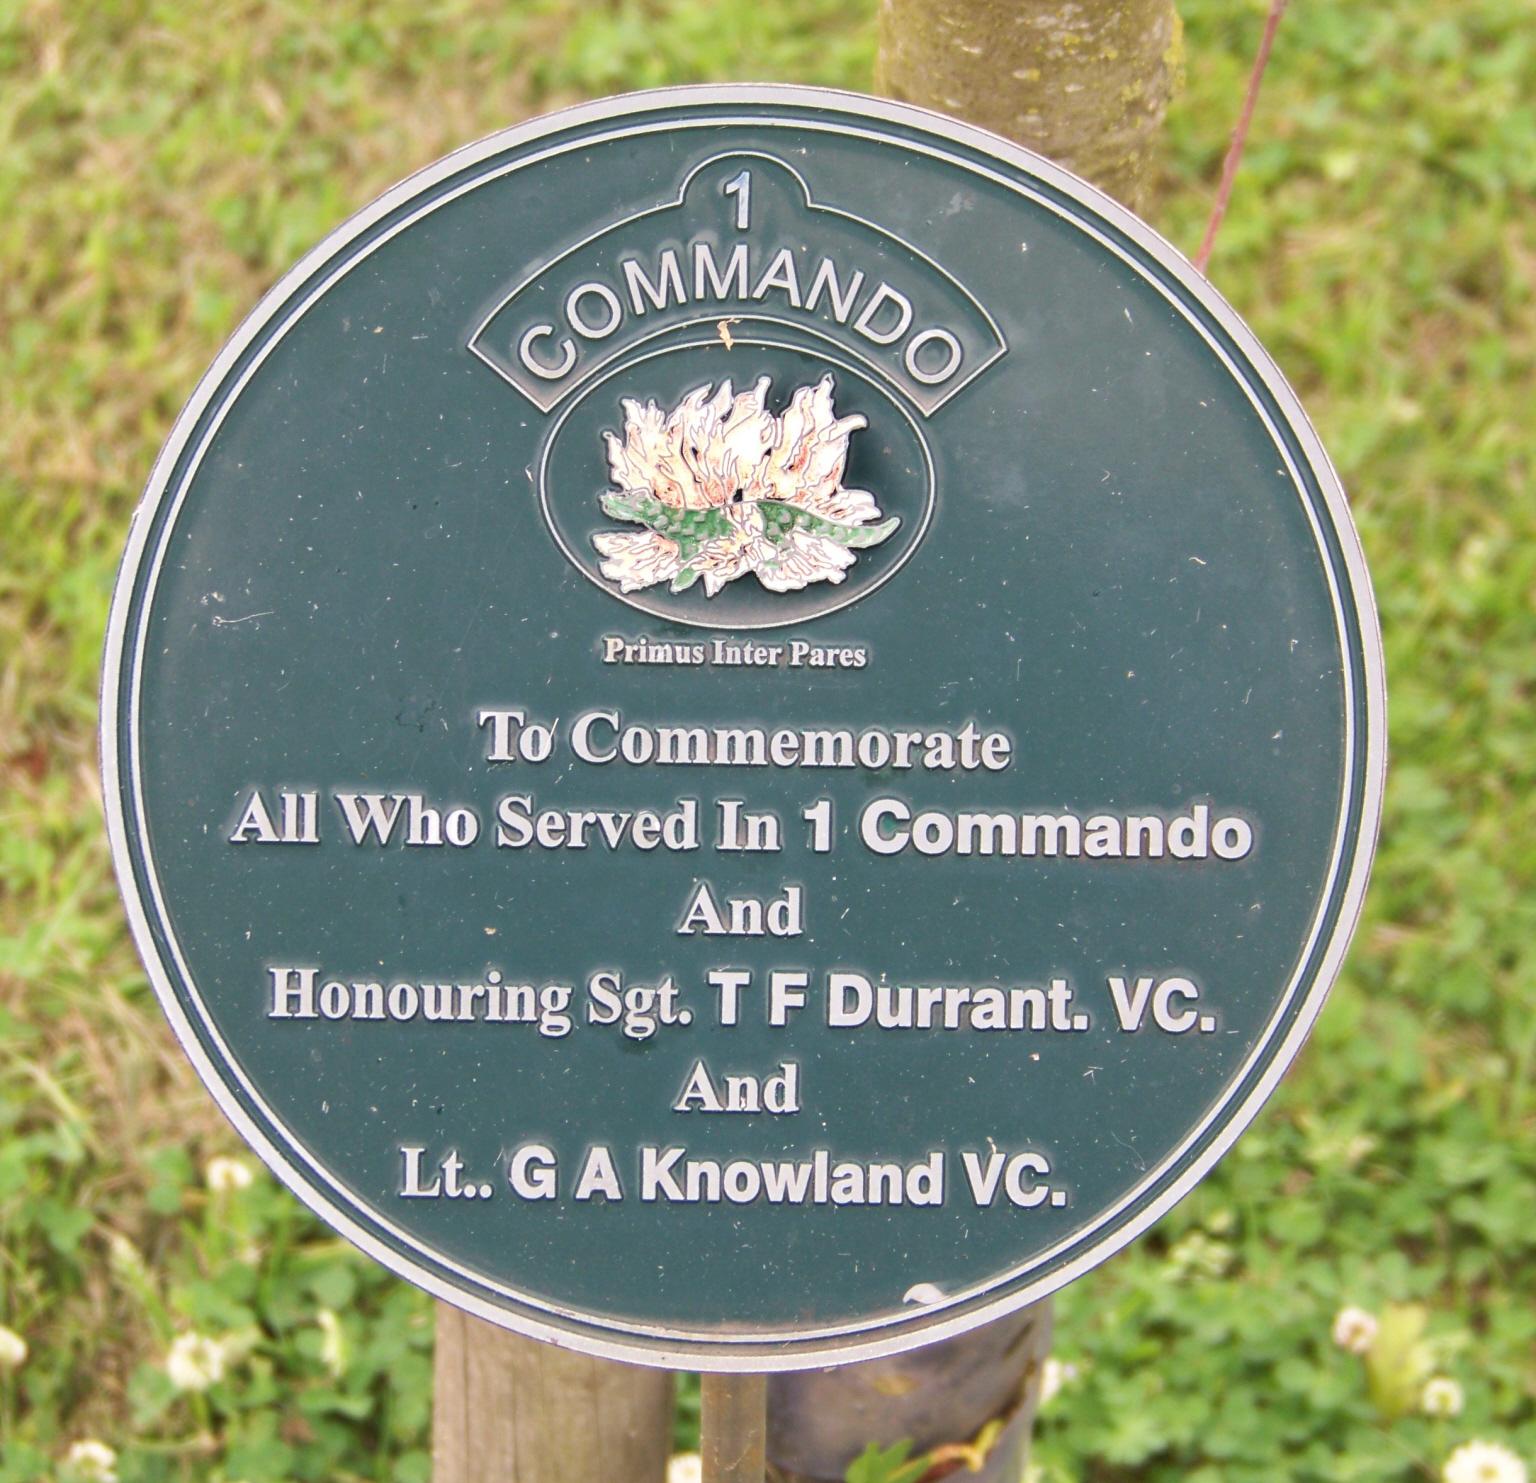 1
COMMANDO
Primus Inter Pares
To Commemorate
All Who Served In 1 Commando
And
Honouring Sgt. T F Durrant. VC.
And
Lt.. G A Knowland VC.